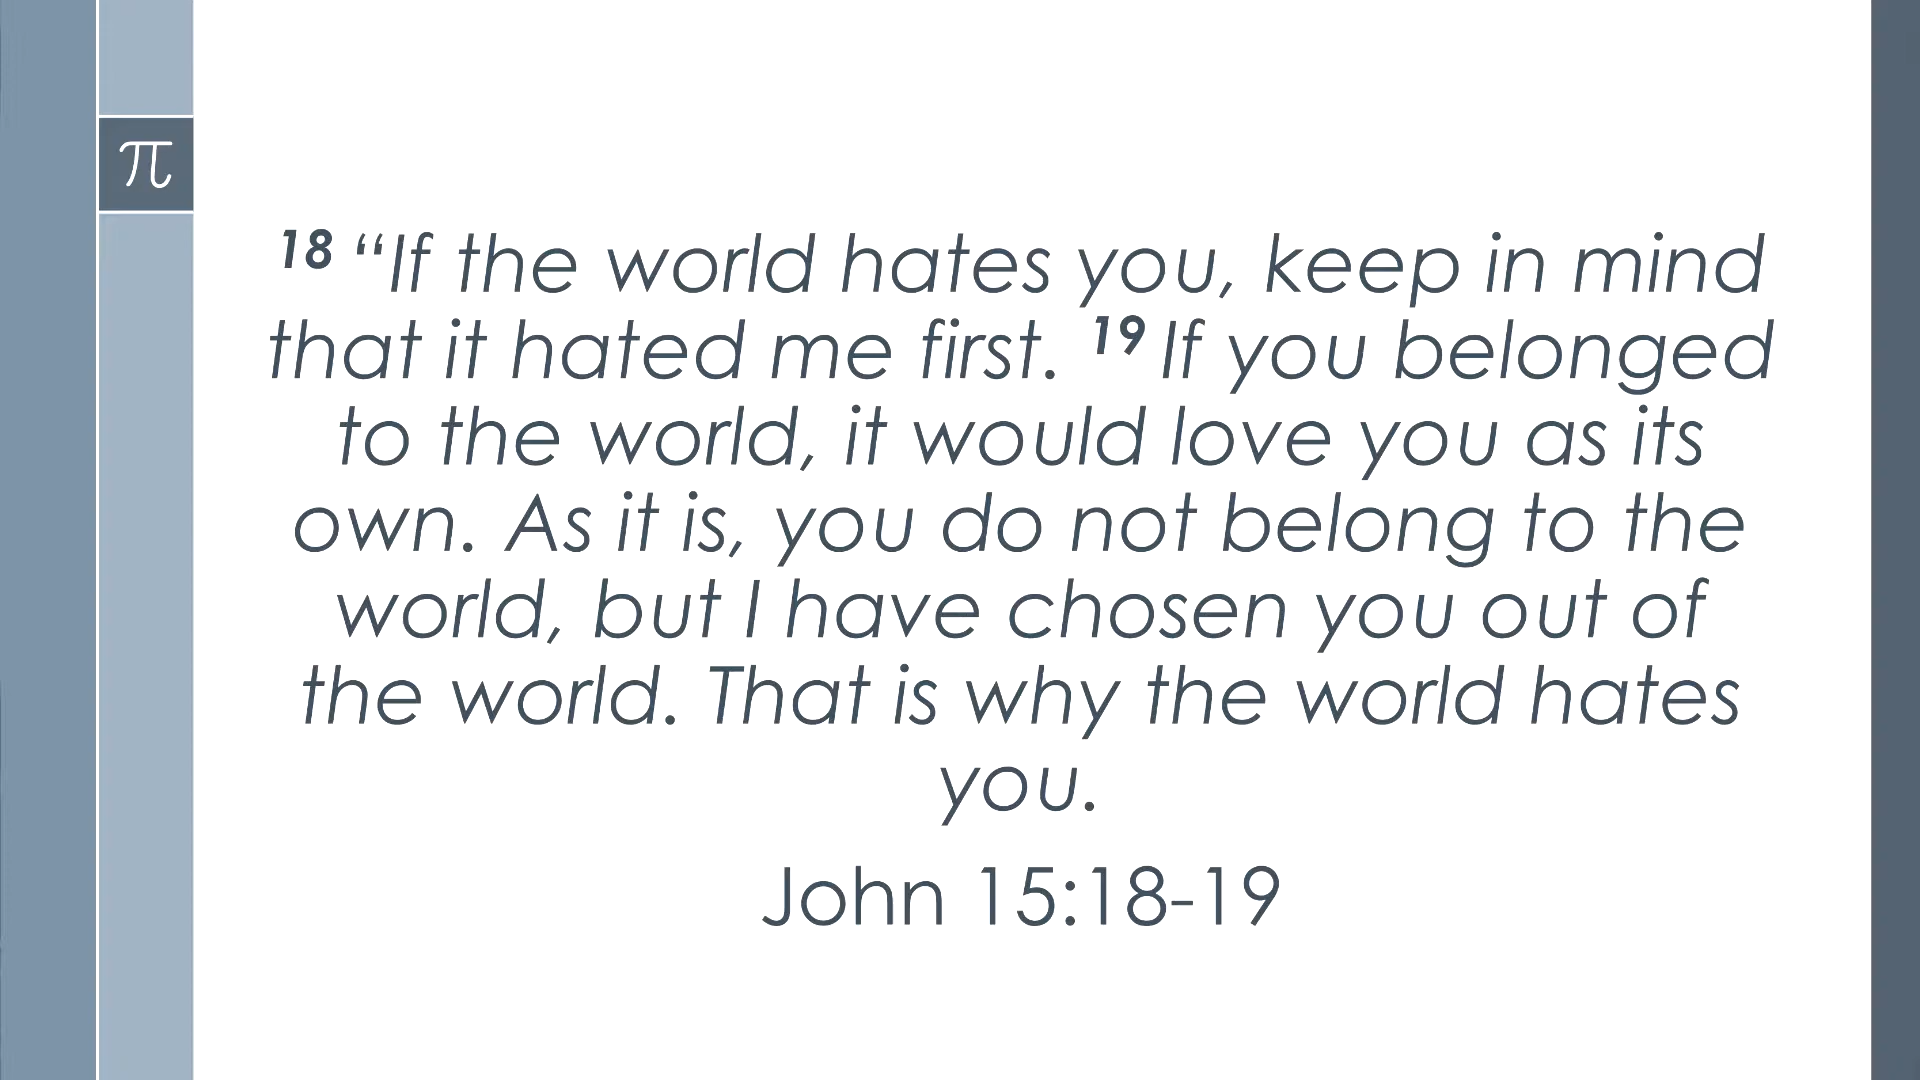 π
18 “If the world hates you, keep in mind
that it hated me first. 19 If you belonged
to the world, it would love you as its
own. As it is, you do not belong to the
world, but I have chosen you out of
the world. That is why the world hates
you.
John 15:18-19